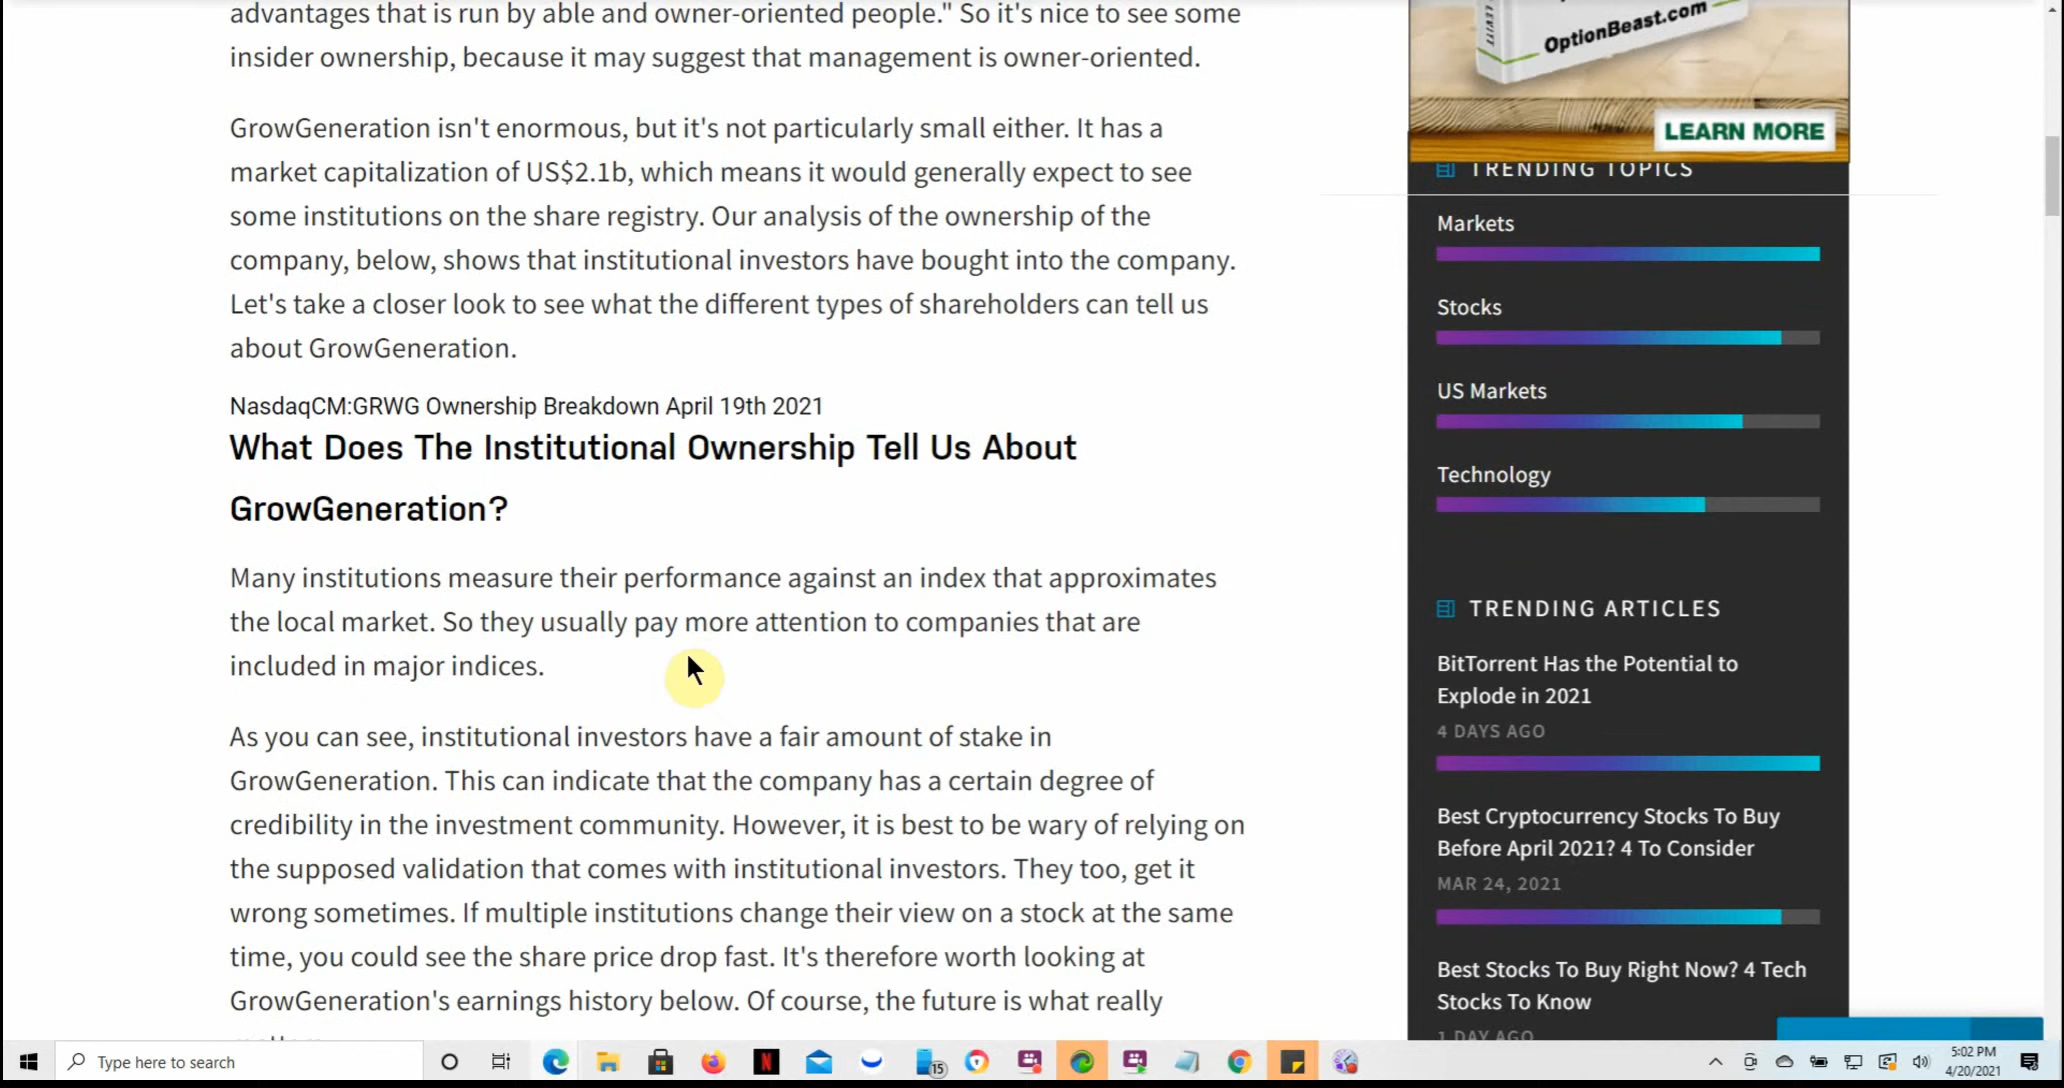 advantages that is run by able and owner-oriented people." So it's nice to see some
insider ownership, because it may suggest that management is owner-oriented.
GrowGeneration isn't enormous, but it's not particularly small either. It has a
market capitalization of US$2.1b, which means it would generally expect to see
some institutions on the share registry. Our analysis of the ownership of the
company, below, shows that institutional investors have bought into the company.
Let's take a closer look to see what the different types of shareholders can tell us
about GrowGeneration.
NasdaqCM:GRWG Ownership Breakdown April 19th 2021
What Does The Institutional Ownership Tell Us About
GrowGeneration?
Many institutions measure their performance against an index that approximates
the local market. So they usually pay more attention to companies that are
included in major indices.
As you can see, institutional investors have a fair amount of stake in
GrowGeneration. This can indicate that the company has a certain degree of
credibility in the investment community. However, it is best to be wary of relying on
the supposed validation that comes with institutional investors. They too, get it
wrong sometimes. If multiple institutions change their view on a stock at the same
time, you could see the share price drop fast. It's therefore worth looking at
GrowGeneration's earnings history below. Of course, the future is what really
LEVITT
OptionBeast.com
LEARN MORE
TRENDING TOPICS
Markets
Stocks
US Markets
Technology
TRENDING ARTICLES
BitTorrent Has the Potential to
Explode in 2021
4 DAYS AGO
Best Cryptocurrency Stocks To Buy
Before April 2021? 4 To Consider
MAR 24, 2021
Best Stocks To Buy Right Now? 4 Tech
Stocks To Know
1 DAY AGO
Type here to search
N
15
5:02 PM
4/20/2021